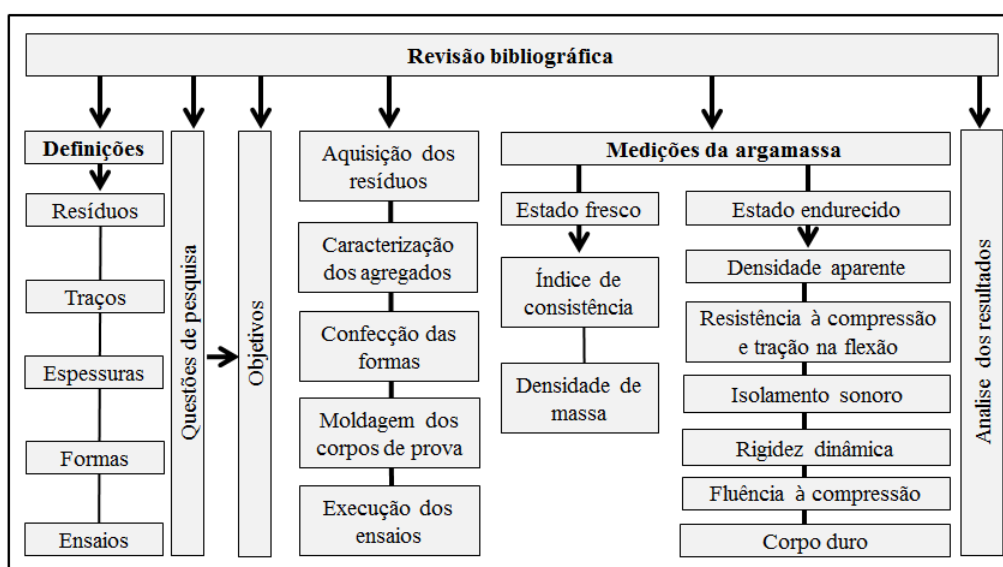 Revisão bibliográfica
Definições
Resíduos
Traços
Espessuras
Formas
Ensaios
Questões de pesquisa
Objetivos
Aquisição dos
resíduos
Caracterização
dos agregados
Confecção das
formas
Moldagem dos
corpos de prova
Execução dos
ensaios
Medições da argamassa
Estado fresco
Índice de
consistência
Densidade de
massa
Estado endurecido
Densidade aparente
Resistência à compressão
e tração na flexão
Isolamento sonoro
Rigidez dinâmica
Fluência à compressão
Corpo duro
Analise dos resultados